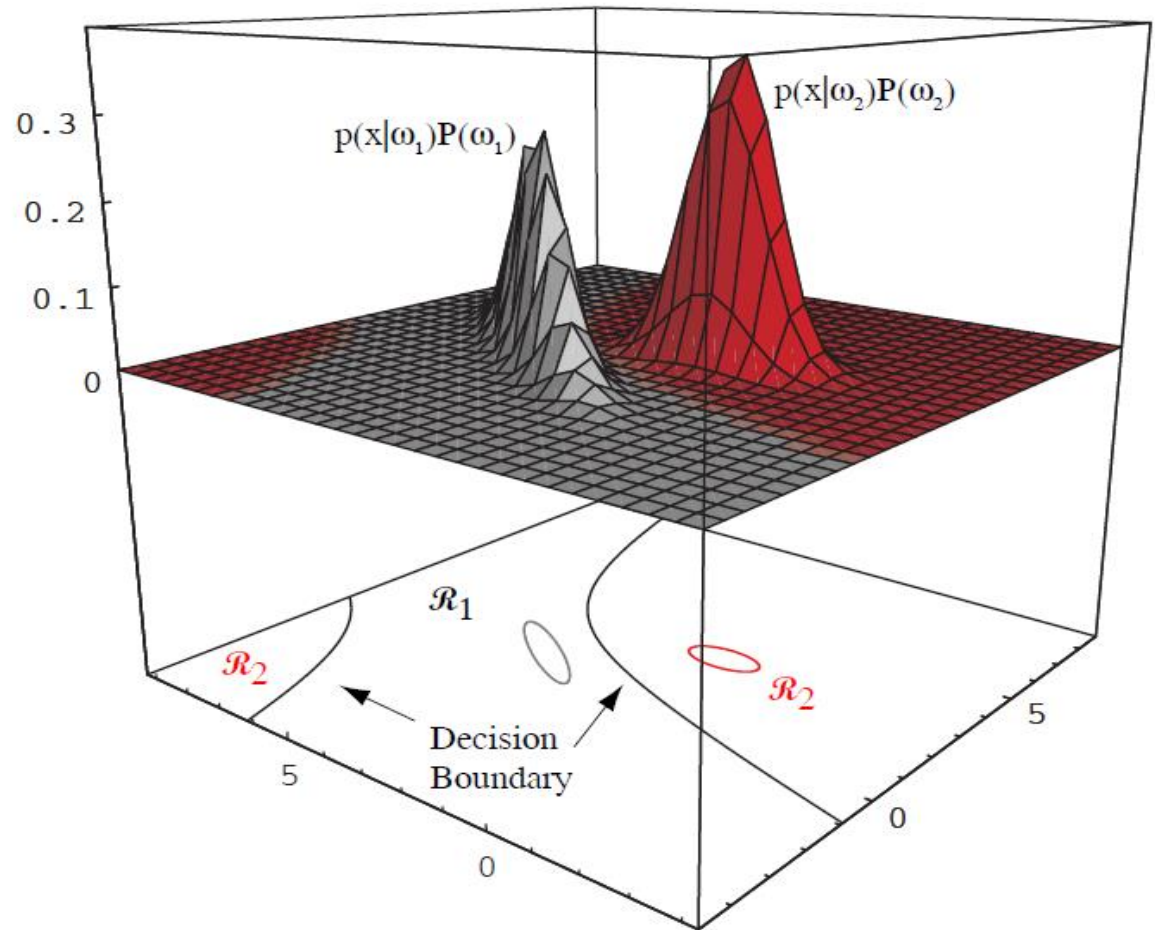 p(x|ω₂)P(ω₂)
0.3
p(x|ω₁)P(ω₁)
0.2
0.1
0
ℛ₁
ℛ₂
ℛ₂
5
Decision
Boundary
5
0
0